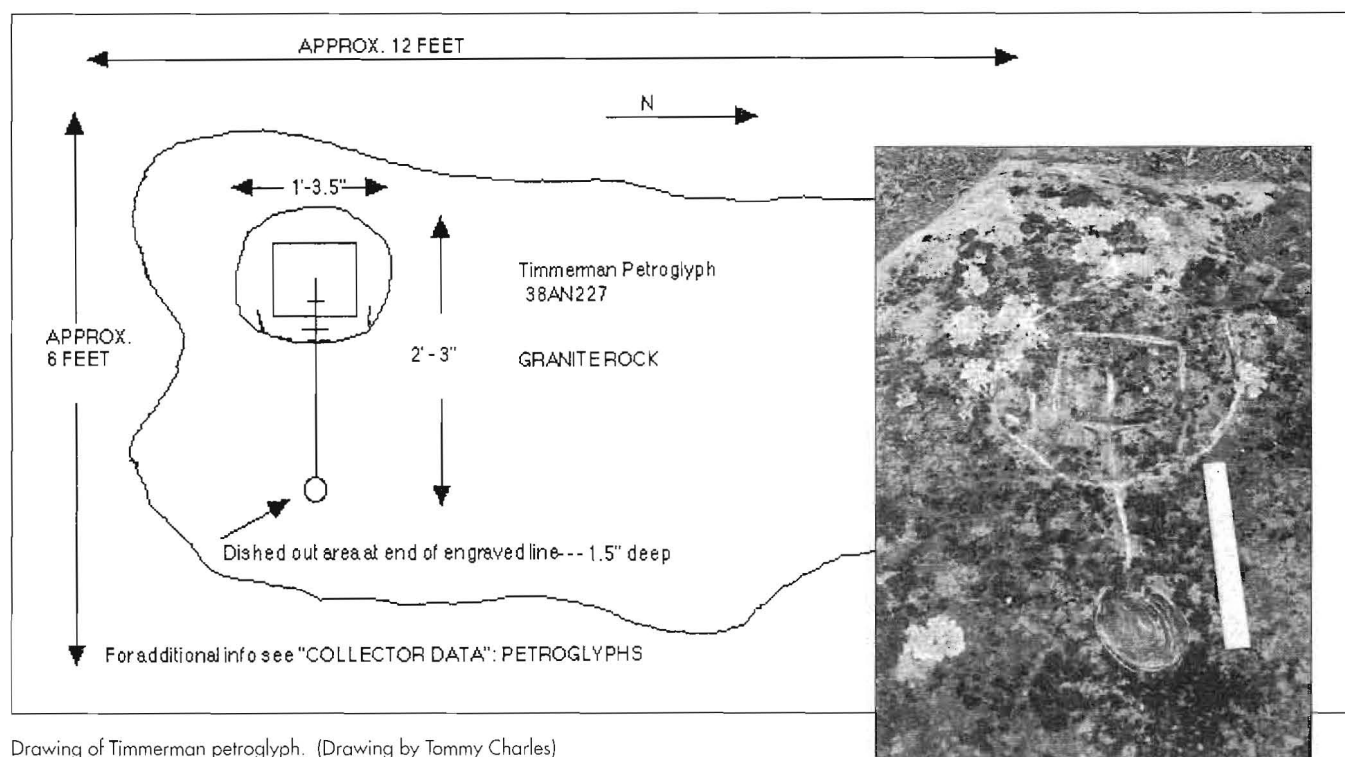 APPROX. 12 FEET
N
1'-3.5"
Timmerman Petroglyph
38AN227
APPROX.
6 FEET
2' - 3"
GRANITE ROCK
Dished out area at end of engraved line--- 1.5" deep
For additional info see "COLLECTOR DATA": PETROGLYPHS
Drawing of Timmerman petroglyph. (Drawing by Tommy Charles)